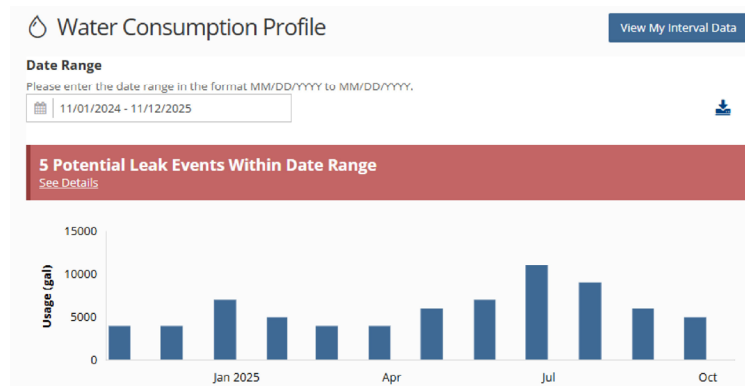 Water Consumption Profile
View My Interval Data
Date Range
Please enter the date range in the format MM/DD/YYYY to MM/DD/YYYY.
11/01/2024 - 11/12/2025
5 Potential Leak Events Within Date Range
See Details
15000
10000
5000
0
Usage (gal)
Jan 2025
Apr
Jul
Oct